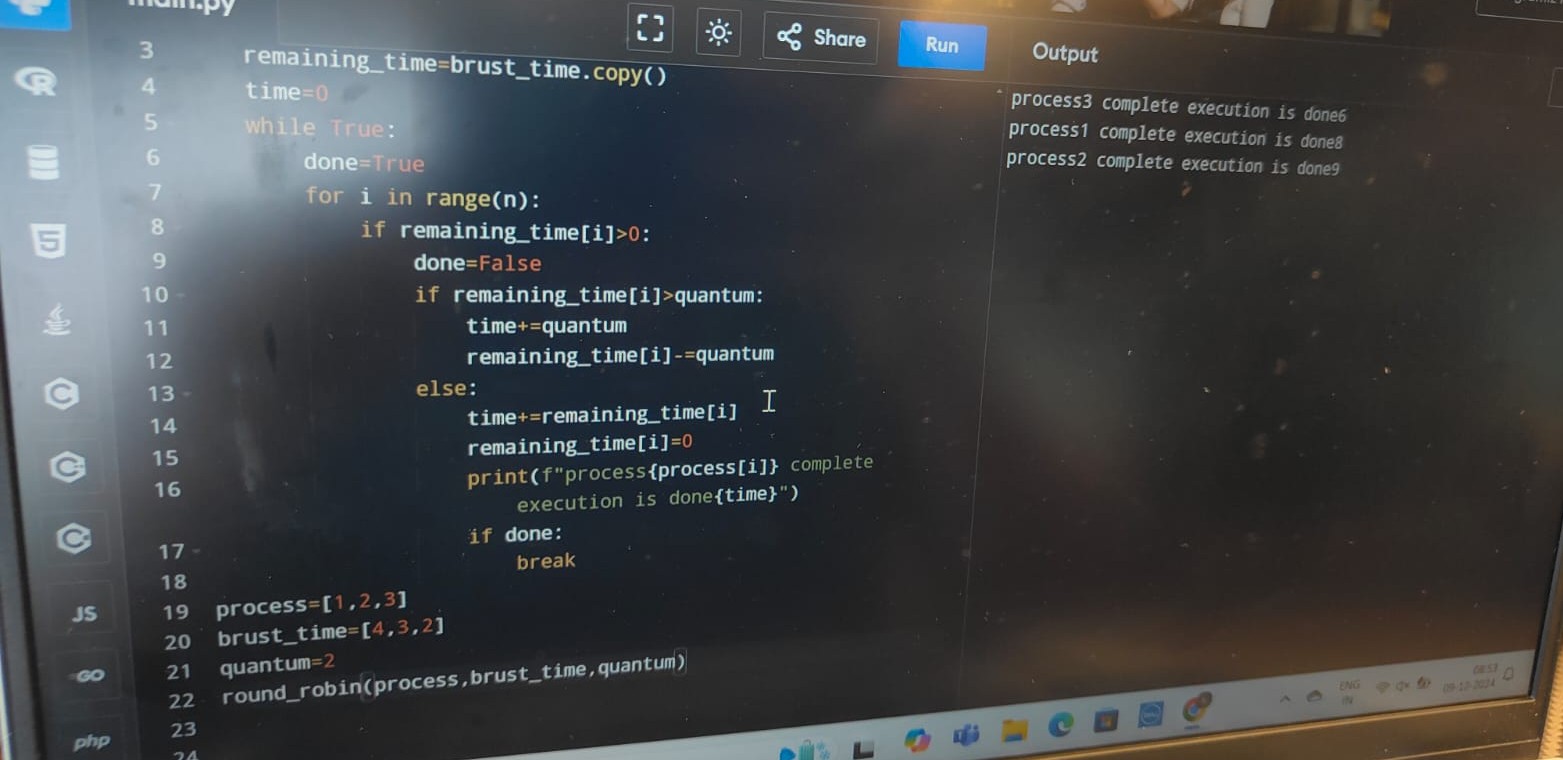 main.py
Share
Run
Output
3 remaining_time=brust_time.copy()
4 time=0
5 while True:
6 done=True
7 for i in range(n):
8 if remaining_time[i]>0:
9 done=False
10 if remaining_time[i]>quantum:
11 time+=quantum
12 remaining_time[i]-=quantum
13 else:
14 time+=remaining_time[i]
15 remaining_time[i]=0
16 print(f"process{process[i]} complete
execution is done{time}")
17 if done:
18 break
19 process=[1,2,3]
20 brust_time=[4,3,2]
21 quantum=2
22 round_robin(process,brust_time,quantum)
23
24
process3 complete execution is done6
process1 complete execution is done8
process2 complete execution is done9
R
5
C
C
C
JS
GO
php
ENG
IN
08:53
09-10-2024